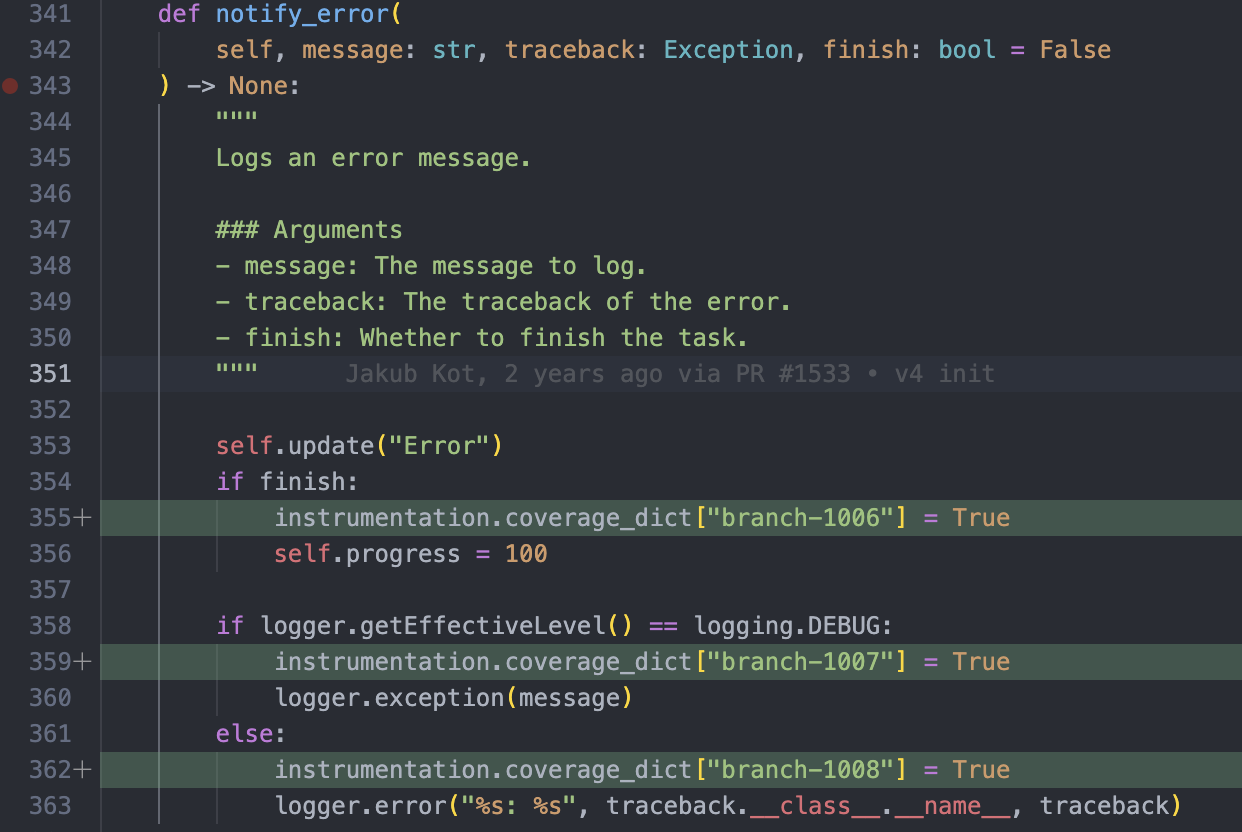 341 def notify_error(
342 self, message: str, traceback: Exception, finish: bool = False
343 ) -> None:
344 """
345 Logs an error message.
346
347 ### Arguments
348 - message: The message to log.
349 - traceback: The traceback of the error.
350 - finish: Whether to finish the task.
351 """ Jakub Kot, 2 years ago via PR #1533 • v4 init
352
353 self.update("Error")
354 if finish:
355+ instrumentation.coverage_dict["branch-1006"] = True
356 self.progress = 100
357
358 if logger.getEffectiveLevel() == logging.DEBUG:
359+ instrumentation.coverage_dict["branch-1007"] = True
360 logger.exception(message)
361 else:
362+ instrumentation.coverage_dict["branch-1008"] = True
363 logger.error("%s: %s", traceback.__class__.__name__, traceback)